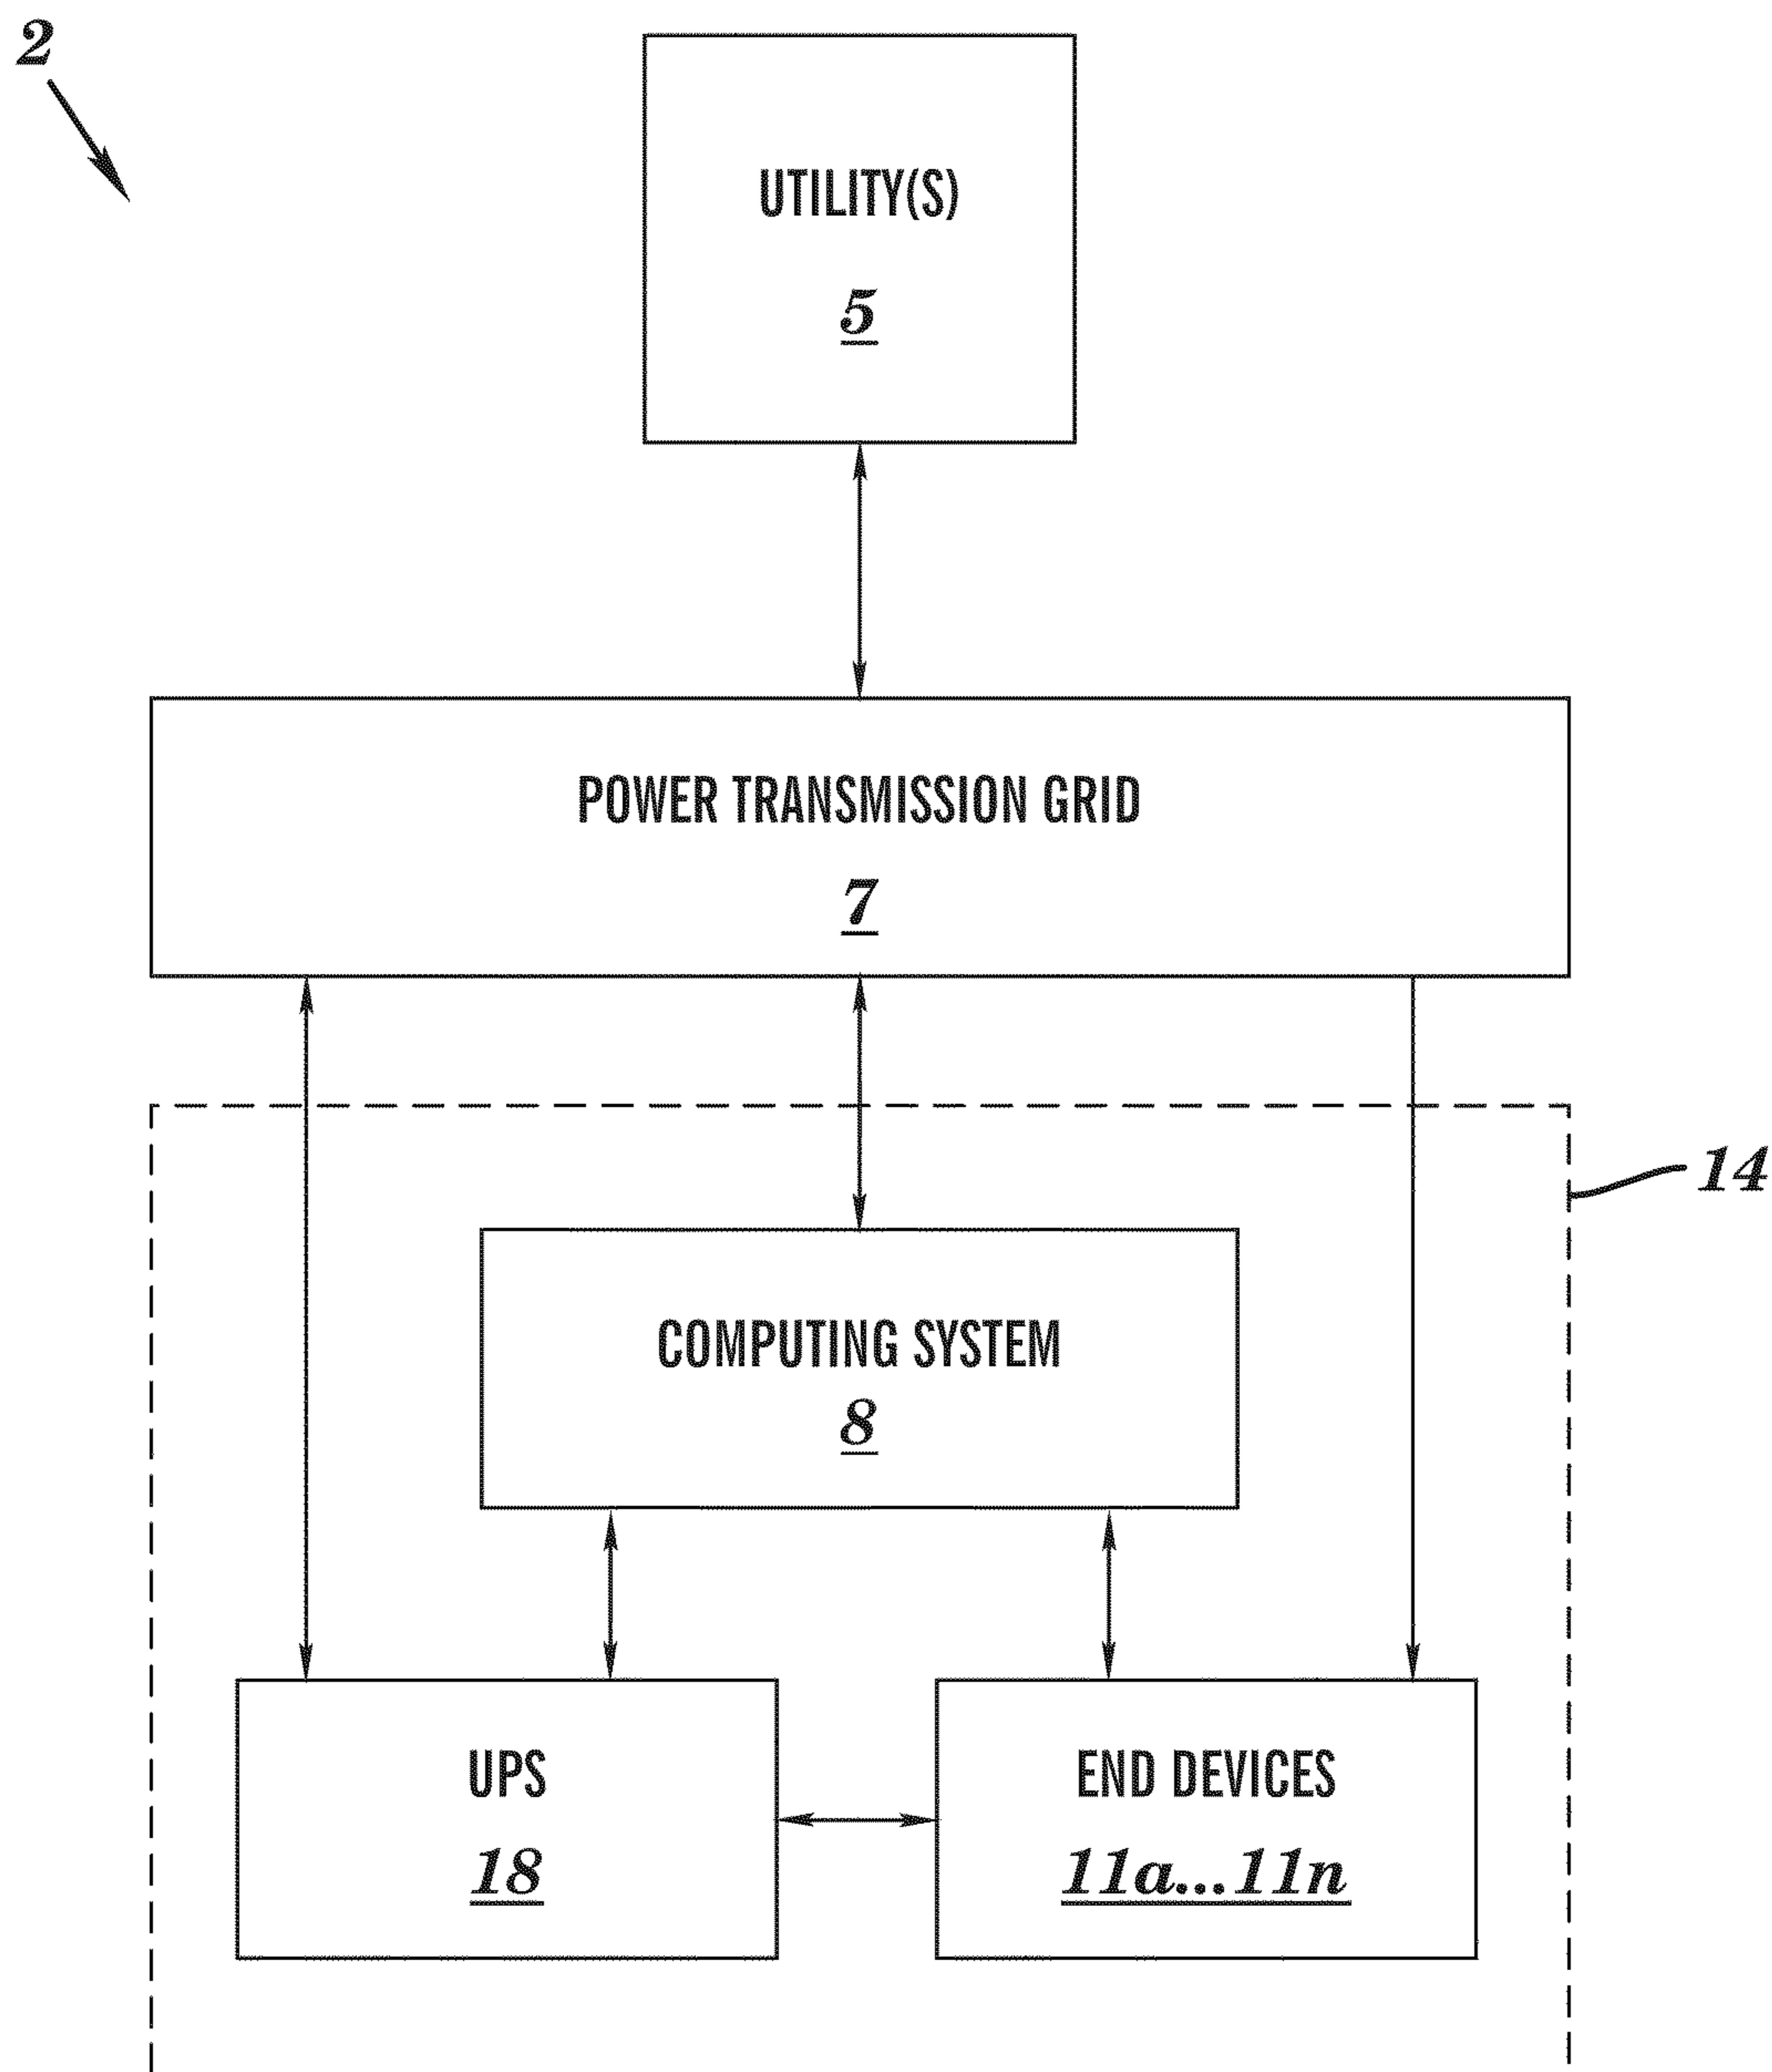 2
UTILITY(S)
5
POWER TRANSMISSION GRID
7
14
COMPUTING SYSTEM
8
UPS
18
END DEVICES
11a...11n